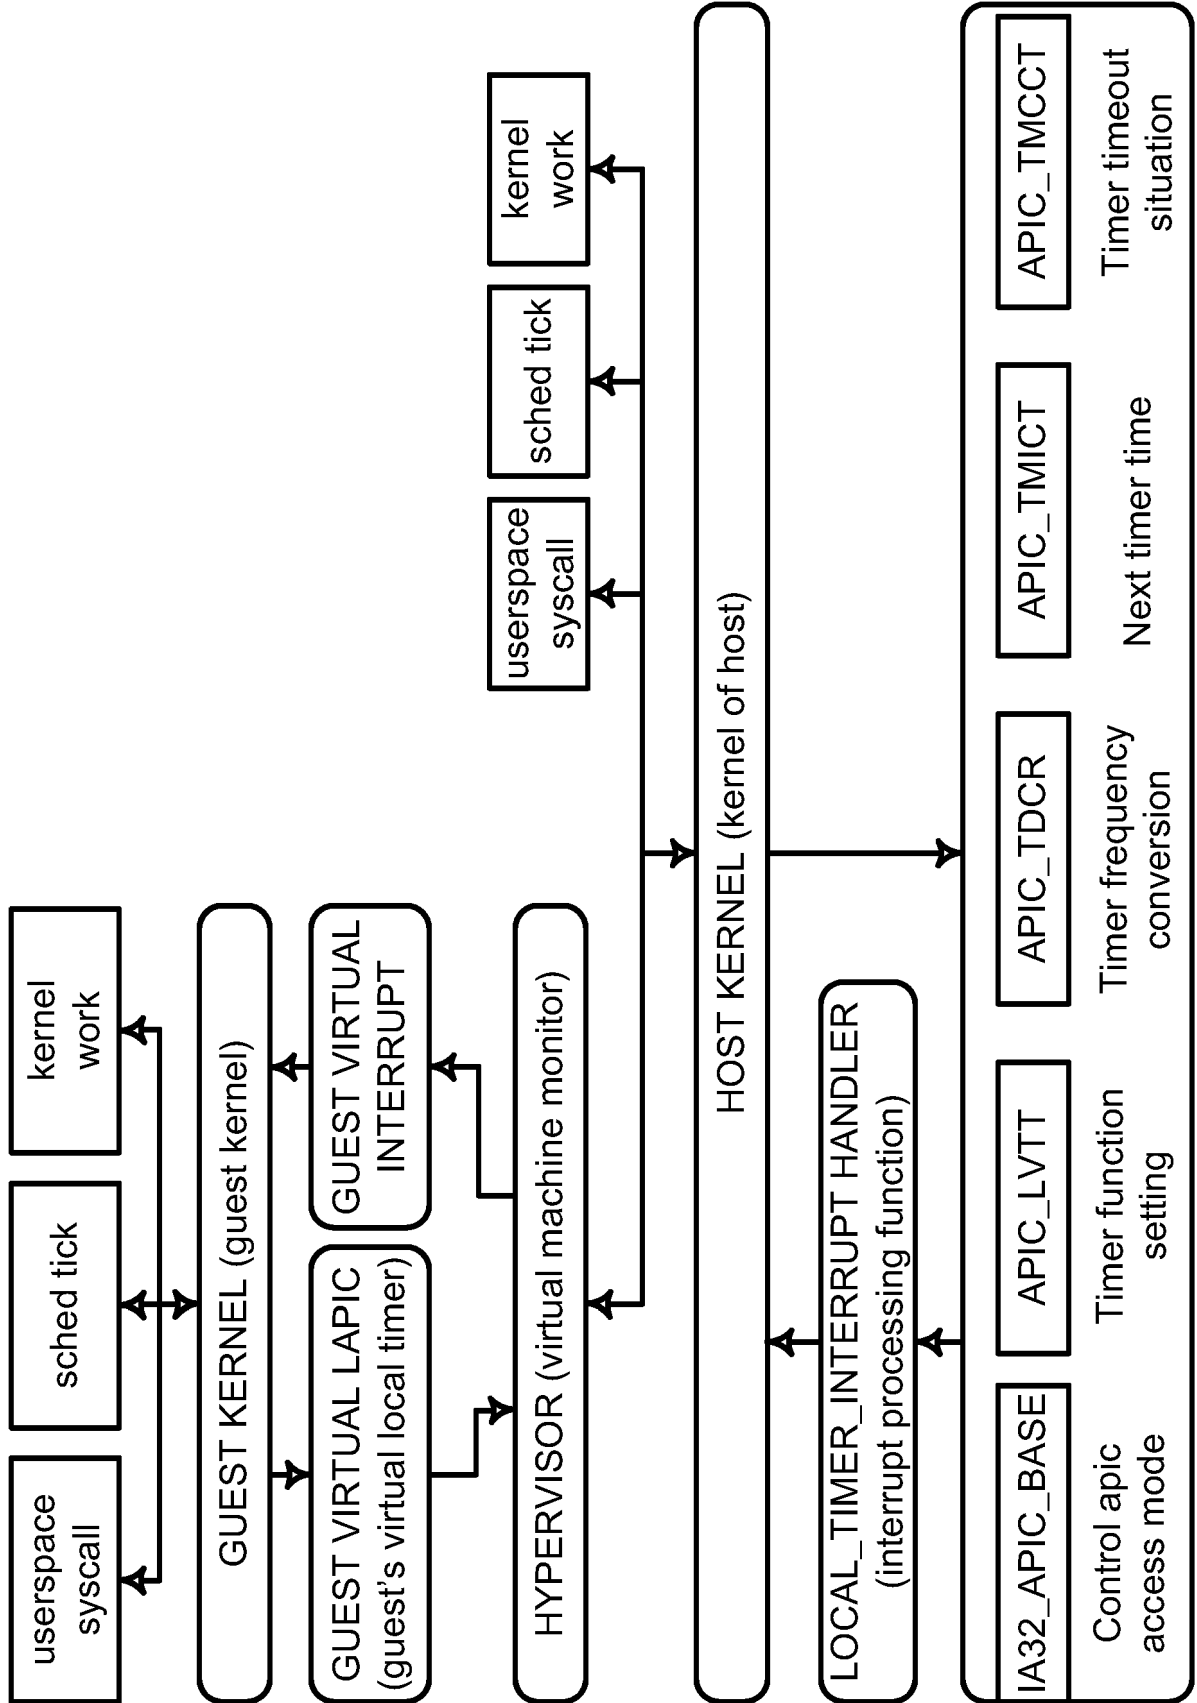 userspace
syscall
sched tick
kernel
work
GUEST KERNEL (guest kernel)
GUEST VIRTUAL LAPIC
(guest's virtual local timer)
GUEST VIRTUAL
INTERRUPT
HYPERVISOR (virtual machine monitor)
userspace
syscall
sched tick
kernel
work
HOST KERNEL (kernel of host)
LOCAL_TIMER_INTERRUPT HANDLER
(interrupt processing function)
IA32_APIC_BASE
Control apic
access mode
APIC_LVTT
Timer function
setting
APIC_TDCR
Timer frequency
conversion
APIC_TMICT
Next timer time
APIC_TMCCT
Timer timeout
situation